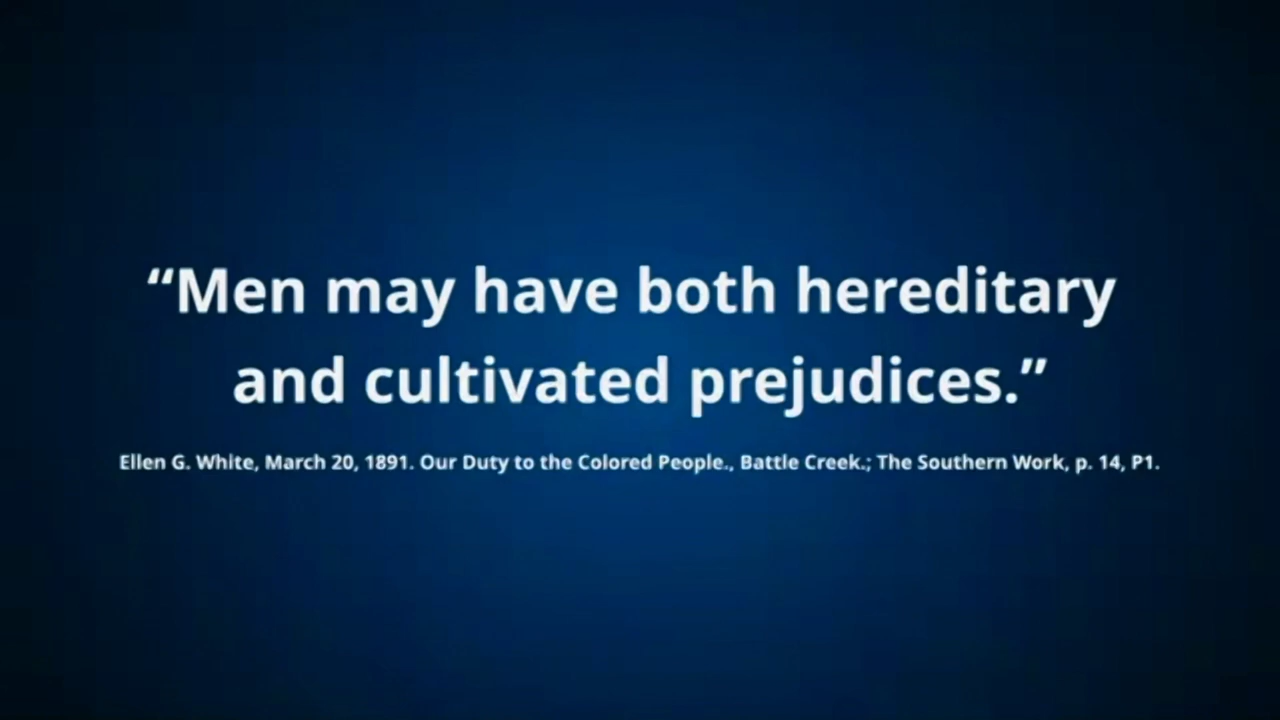 “Men may have both hereditary
and cultivated prejudices.”
Ellen G. White, March 20, 1891. Our Duty to the Colored People., Battle Creek.; The Southern Work, p. 14, P1.